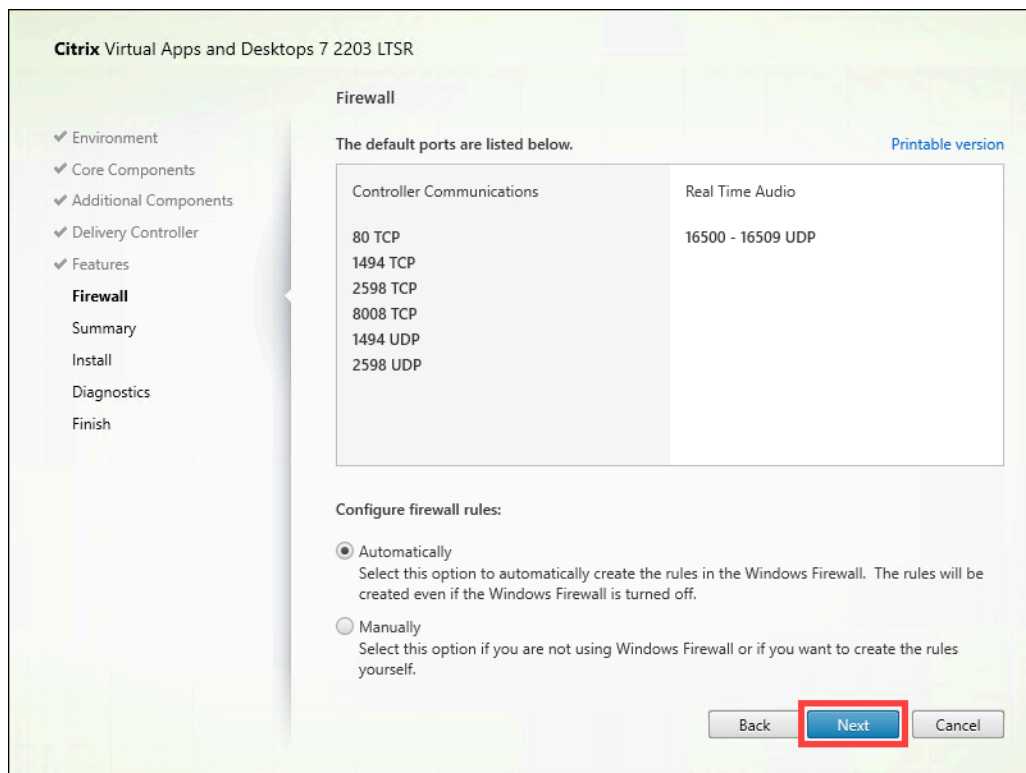 Citrix Virtual Apps and Desktops 7 2203 LTSR
Environment
Core Components
Additional Components
Delivery Controller
Features
Firewall
Summary
Install
Diagnostics
Finish
Firewall
The default ports are listed below.
Printable version
Controller Communications
80 TCP
1494 TCP
2598 TCP
8008 TCP
1494 UDP
2598 UDP
Real Time Audio
16500 - 16509 UDP
Configure firewall rules:
Automatically
Select this option to automatically create the rules in the Windows Firewall. The rules will be
created even if the Windows Firewall is turned off.
Manually
Select this option if you are not using Windows Firewall or if you want to create the rules
yourself.
Back
Next
Cancel